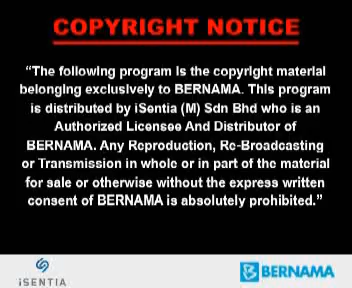 COPYRIGHT NOTICE
“The following program is the copyright material
belonging exclusively to BERNAMA. This program
is distributed by iSentia (M) Sdn Bhd who is an
Authorized Licensee And Distributor of
BERNAMA. Any Reproduction, Re-Broadcasting
or Transmission in whole or in part of the material
for sale or otherwise without the express written
consent of BERNAMA is absolutely prohibited.”
iSENTIA
BERNAMA